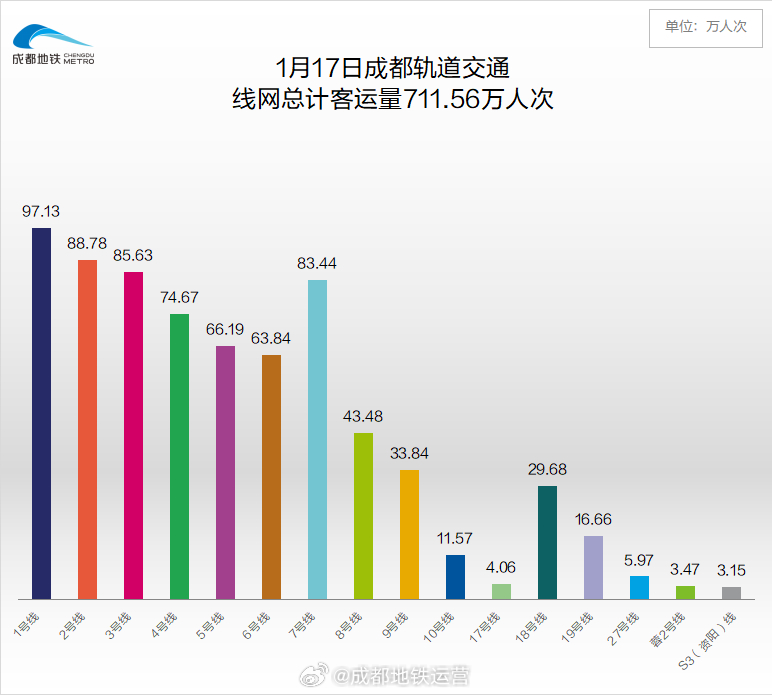 成都地铁 CHENGDU METRO
单位：万人次
1月17日成都轨道交通
线网总计客运量711.56万人次
97.13
88.78
85.63
74.67
66.19
63.84
83.44
43.48
33.84
11.57
4.06
29.68
16.66
5.97
3.47
3.15
1号线
2号线
3号线
4号线
5号线
6号线
7号线
8号线
9号线
10号线
17号线
18号线
19号线
27号线
蓉2号线
S3（资阳）线
@成都地铁运营